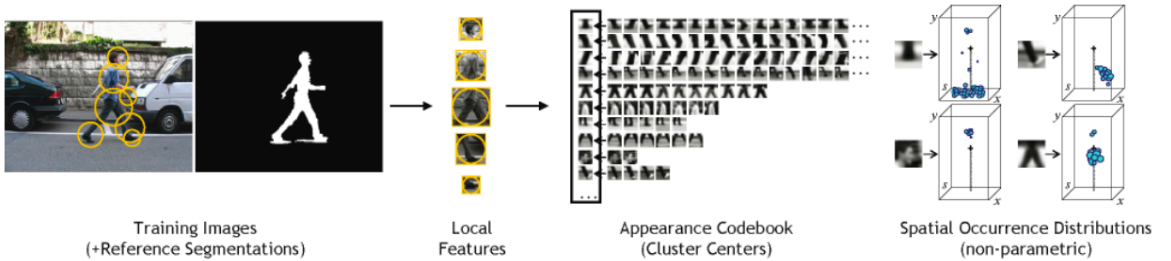 y
s
x
y
s
x
y
s
x
y
s
x
Training Images
(+Reference Segmentations)
Local
Features
Appearance Codebook
(Cluster Centers)
Spatial Occurrence Distributions
(non-parametric)